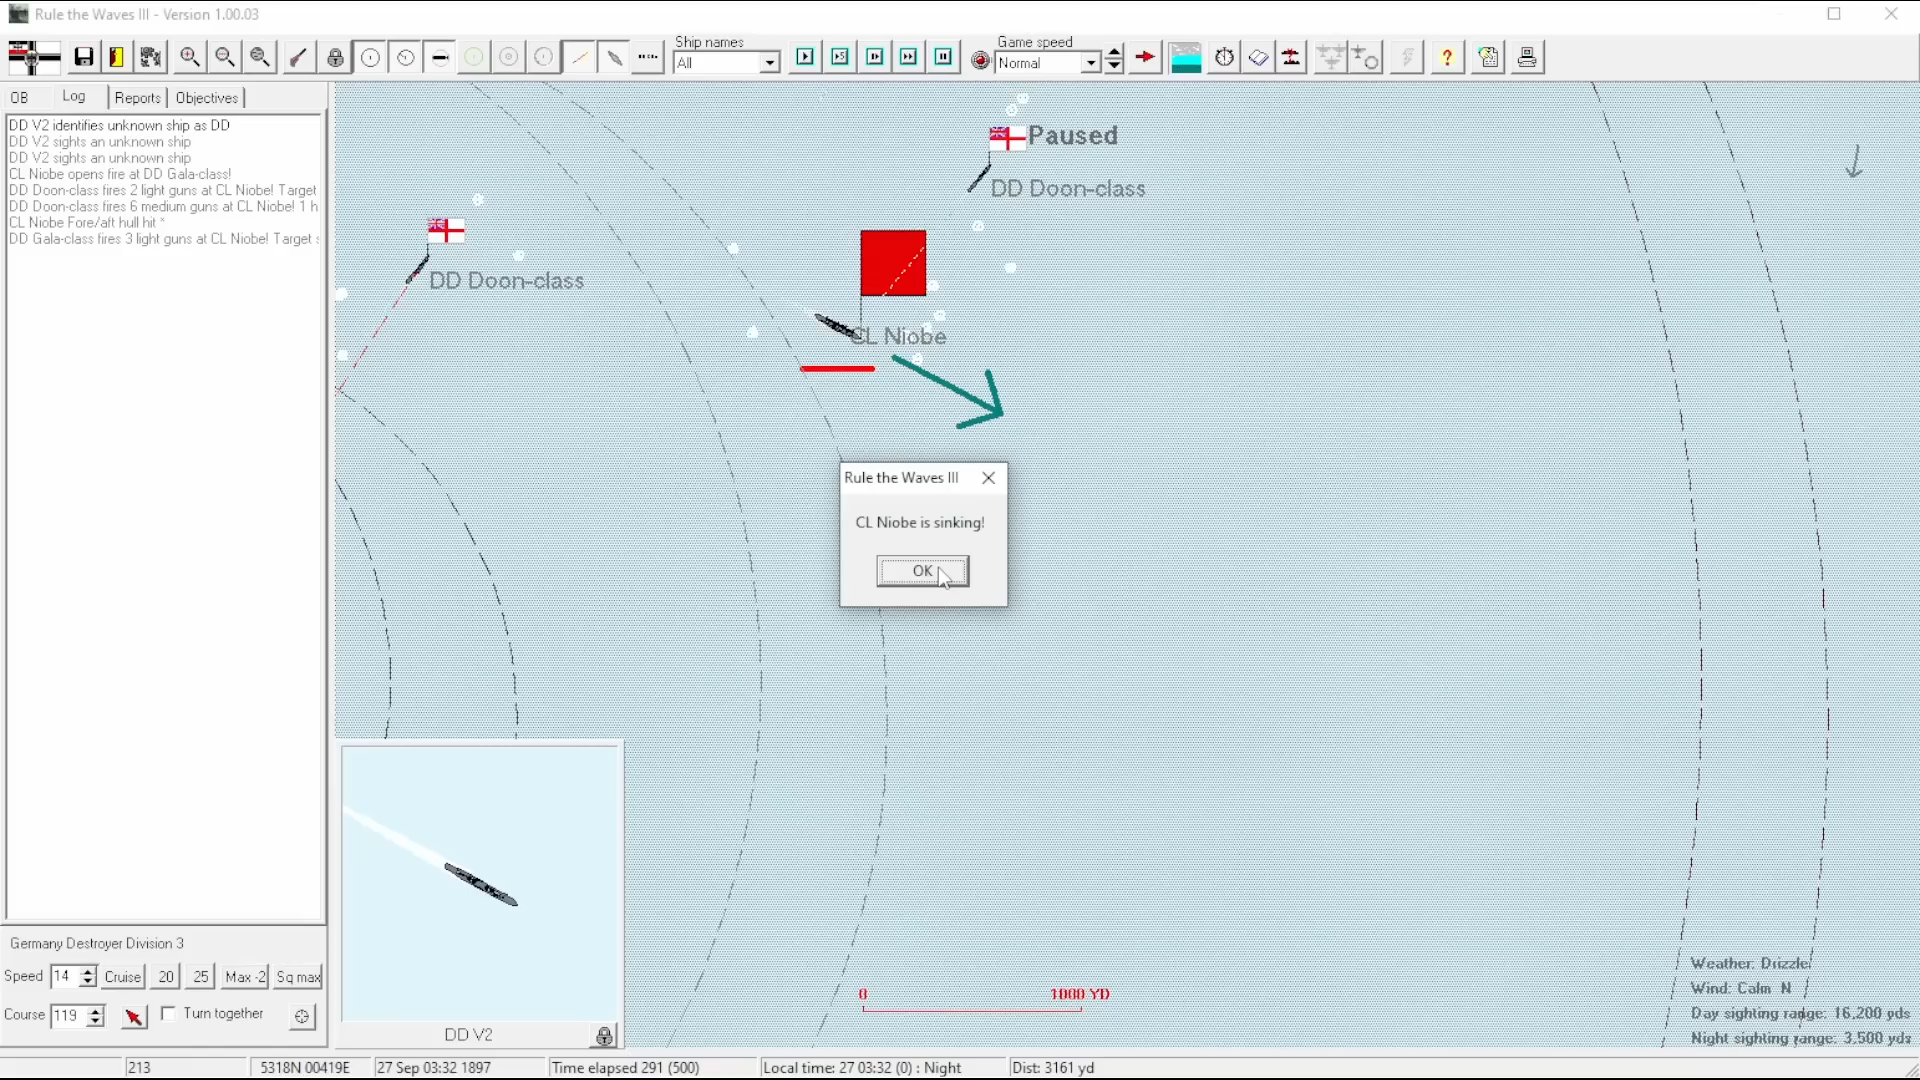 Rule the Waves III - Version 1.00.03
Ship names
All
Game speed
Normal
OB
Log
Reports
Objectives
DD V2 identifies unknown ship as DD
DD V2 sights an unknown ship
DD V2 sights an unknown ship
CL Niobe opens fire at DD Gala-class!
DD Doon-class fires 2 light guns at CL Niobe! Target
DD Doon-class fires 6 medium guns at CL Niobe! 1 h
CL Niobe Fore/aft hull hit *
DD Gala-class fires 3 light guns at CL Niobe! Target
Paused
DD Doon-class
DD Doon-class
CL Niobe
Rule the Waves III
CL Niobe is sinking!
OK
Germany Destroyer Division 3
Speed 14 Cruise 20 25 Max -2 Sq max
Course 119 Turn together
DD V2
0 1000 YD
Weather: Drizzle
Wind: Calm N
Day sighting range: 16,200 yds
Night sighting range: 3,500 yds
213
5318N 00419E
27 Sep 03:32 1897
Time elapsed 291 (500)
Local time: 27 03:32 (0) : Night
Dist: 3161 yd